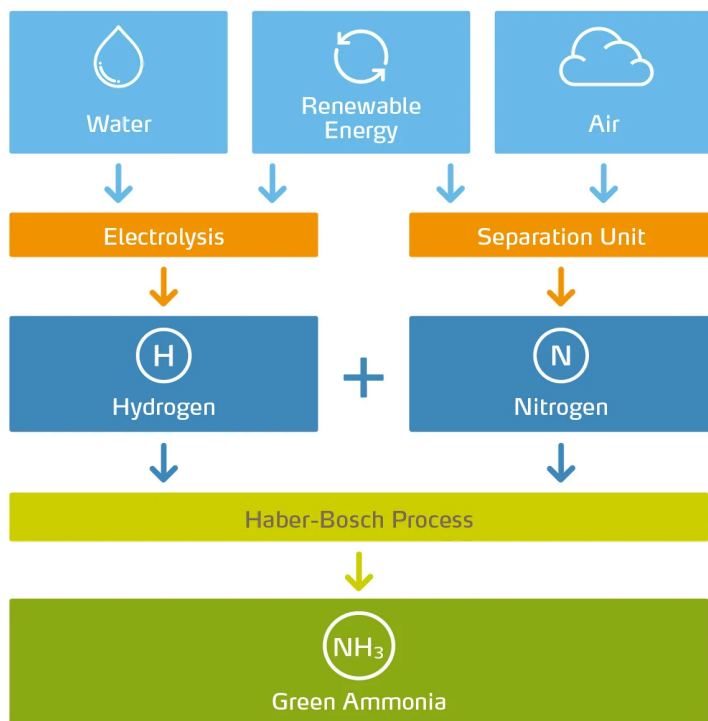 Water
Renewable
Energy
Air
Electrolysis
Separation Unit
H
Hydrogen
+
N
Nitrogen
Haber-Bosch Process
NH₃
Green Ammonia